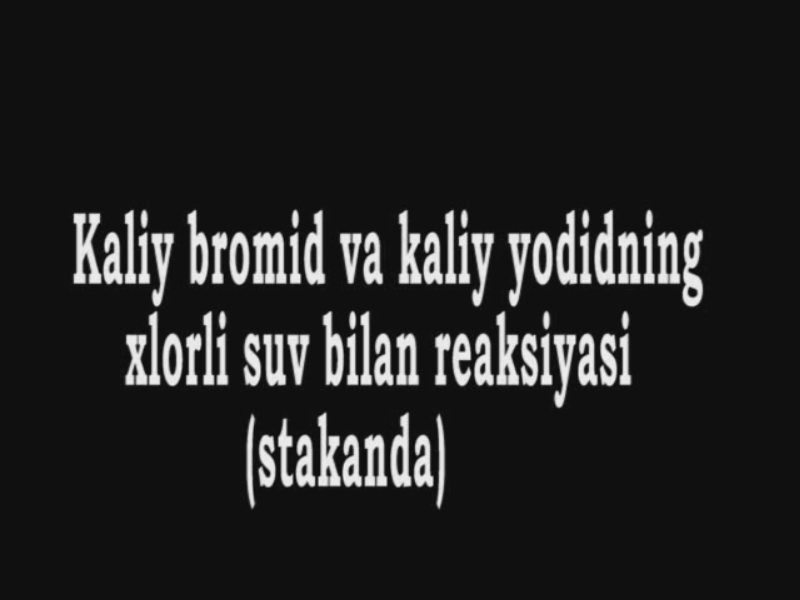 Kaliy bromid va kaliy yodidning
xlorli suv bilan reaksiyasi
(stakanda)